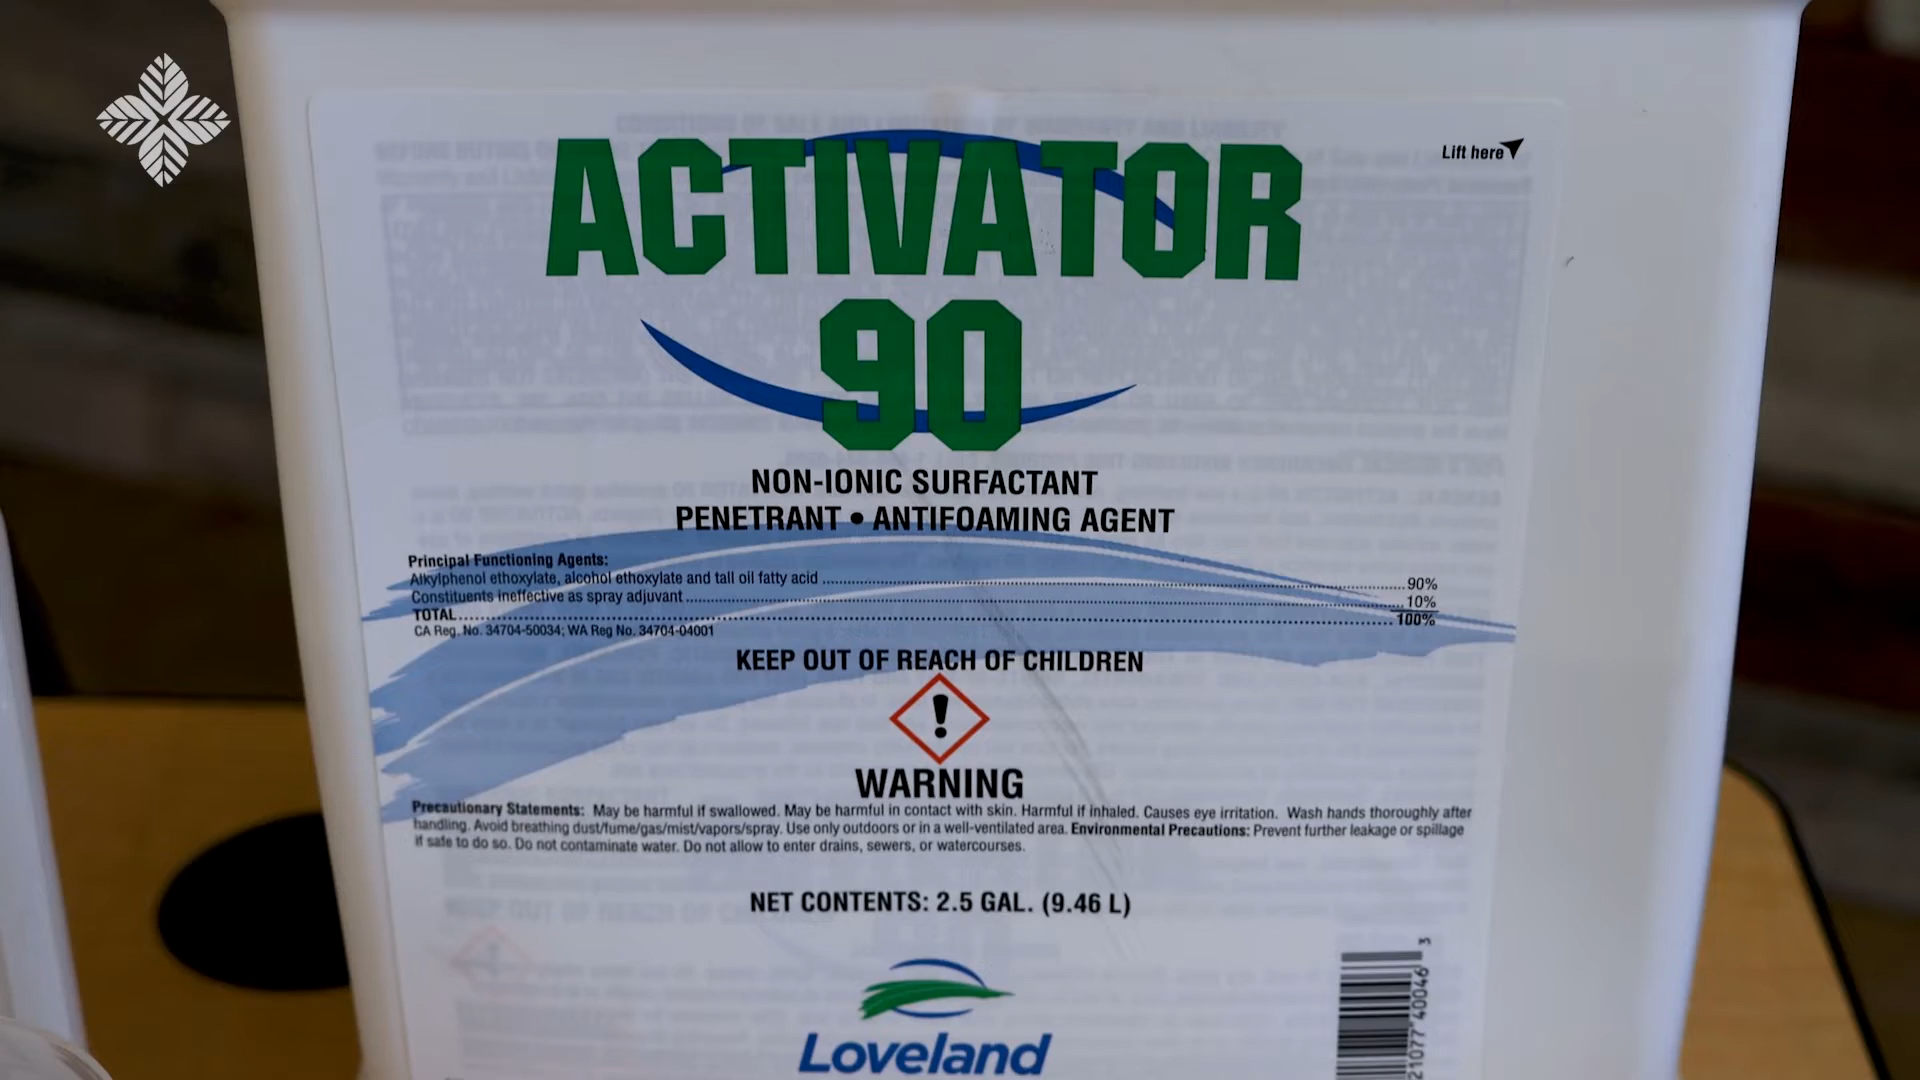 ACTIVATOR
Lift here
90
NON-IONIC SURFACTANT
PENETRANT • ANTIFOAMING AGENT
Principal Functioning Agents:
Alkylphenol ethoxylate, alcohol ethoxylate and tall oil fatty acid ... 90%
Constituents ineffective as spray adjuvant ... 10%
TOTAL ... 100%
CA Reg. No. 34704-50034; WA Reg No. 34704-04001
KEEP OUT OF REACH OF CHILDREN
!
WARNING
Precautionary Statements: May be harmful if swallowed. May be harmful in contact with skin. Harmful if inhaled. Causes eye irritation. Wash hands thoroughly after
handling. Avoid breathing dust/fume/gas/mist/vapors/spray. Use only outdoors or in a well-ventilated area. Environmental Precautions: Prevent further leakage or spillage
if safe to do so. Do not contaminate water. Do not allow to enter drains, sewers, or watercourses.
NET CONTENTS: 2.5 GAL. (9.46 L)
Loveland
21077 40046 3